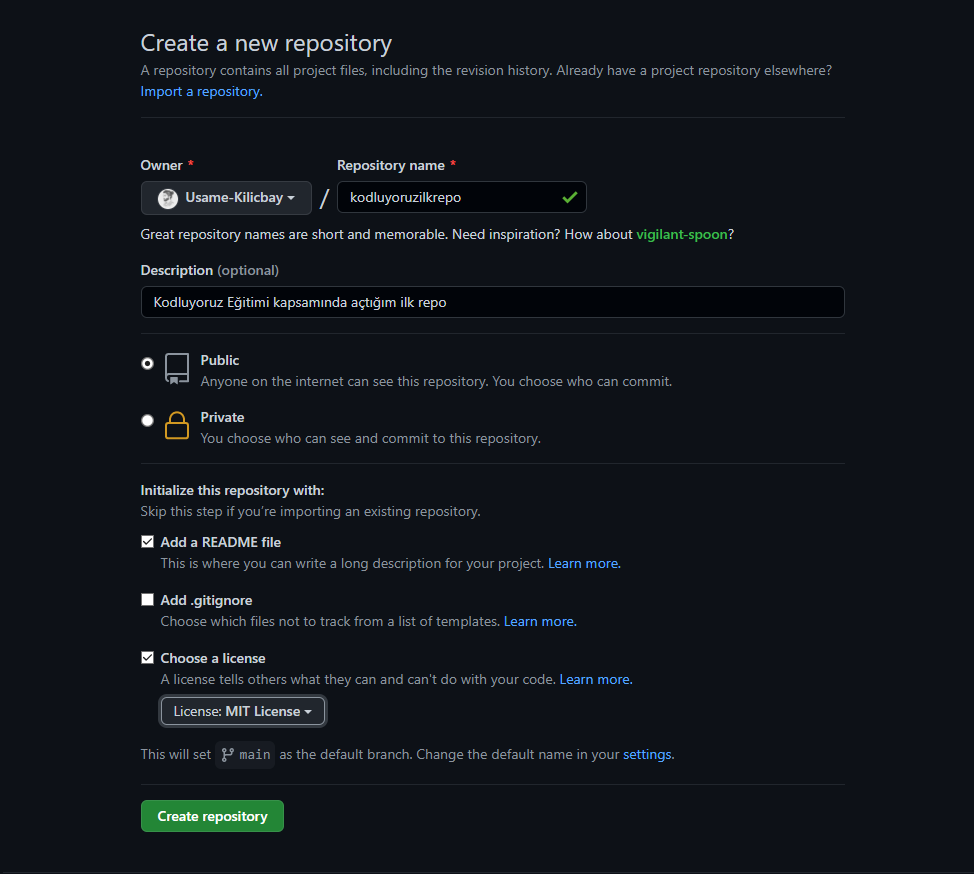 Create a new repository
A repository contains all project files, including the revision history. Already have a project repository elsewhere?
Import a repository.
Owner * Repository name *
Usame-Kilicbay / kodluyoruzilkrepo
Great repository names are short and memorable. Need inspiration? How about vigilant-spoon?
Description (optional)
Kodluyoruz Eğitimi kapsamında açtığım ilk repo
Public
Anyone on the internet can see this repository. You choose who can commit.
Private
You choose who can see and commit to this repository.
Initialize this repository with:
Skip this step if you're importing an existing repository.
Add a README file
This is where you can write a long description for your project. Learn more.
Add .gitignore
Choose which files not to track from a list of templates. Learn more.
Choose a license
A license tells others what they can and can't do with your code. Learn more.
License: MIT License
This will set main as the default branch. Change the default name in your settings.
Create repository